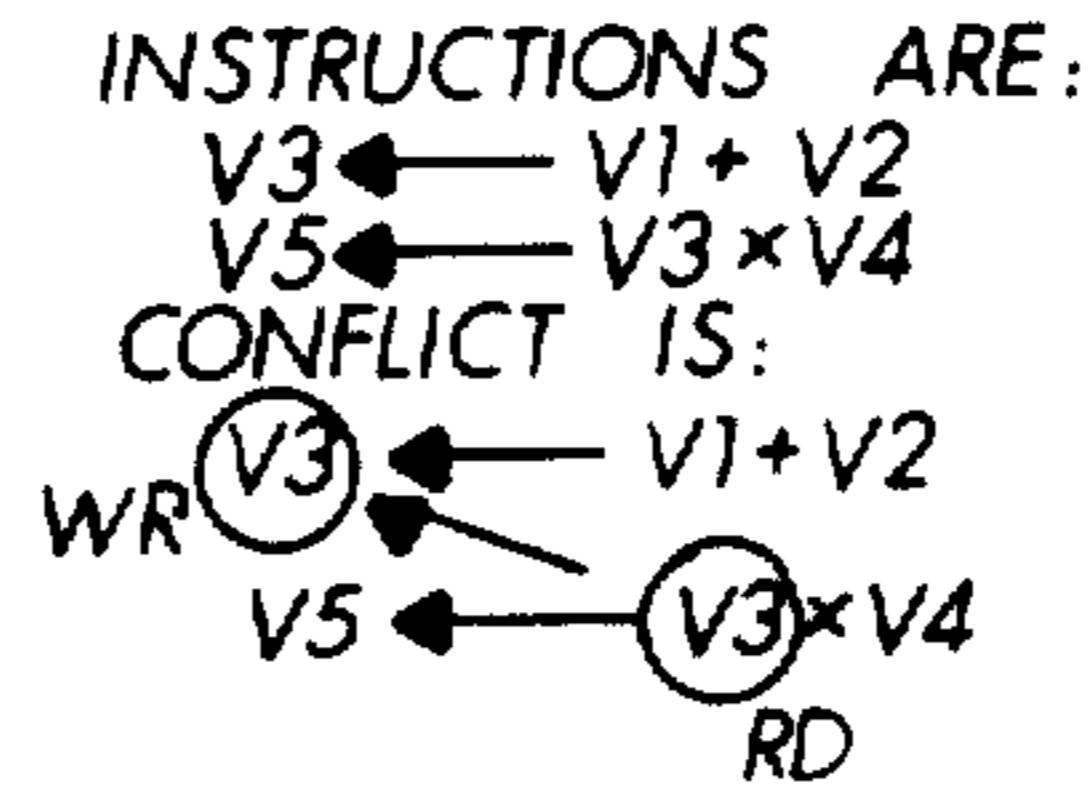 INSTRUCTIONS ARE:
V3 ← V1 + V2
V5 ← V3 × V4
CONFLICT IS:
V3 ← V1 + V2
WR
V5 ← V3 × V4
RD